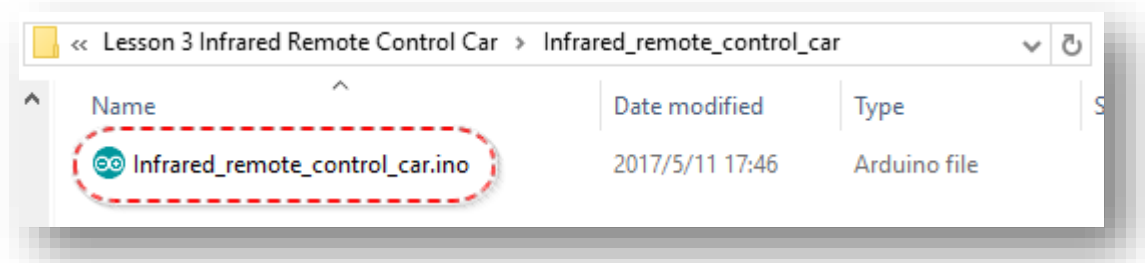 « Lesson 3 Infrared Remote Control Car > Infrared_remote_control_car
Name Date modified Type S
Infrared_remote_control_car.ino 2017/5/11 17:46 Arduino file